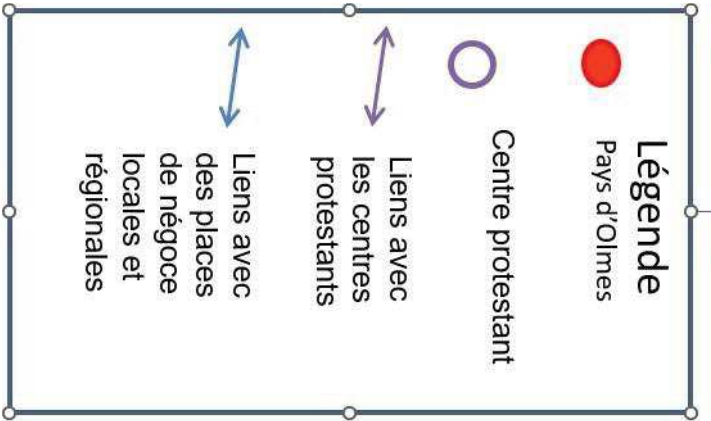 Légende
Pays d'Olmes
Centre protestant
Liens avec
les centres
protestants
Liens avec
des places
de négoce
locales et
régionales